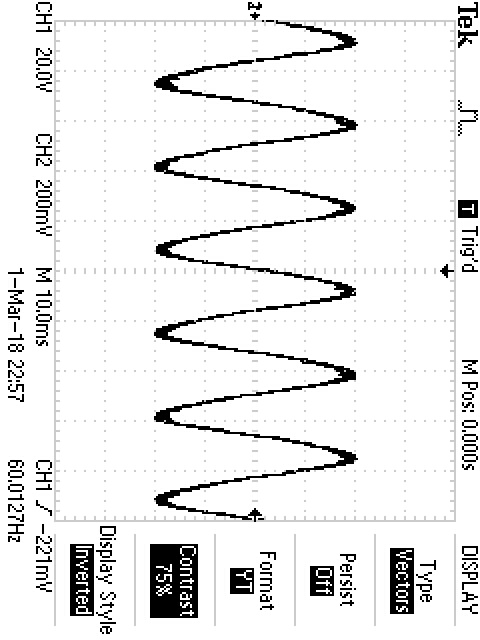 Tek
T Trig'd
M Pos: 0.000s
DISPLAY
Type
Vectors
Persist
Off
Format
YT
Contrast
75%
Display Style
Inverted
2
CH1 20.0V CH2 200mV M 10.0ms CH1 / -221mV
1-Mar-18 22:57 60.0127Hz